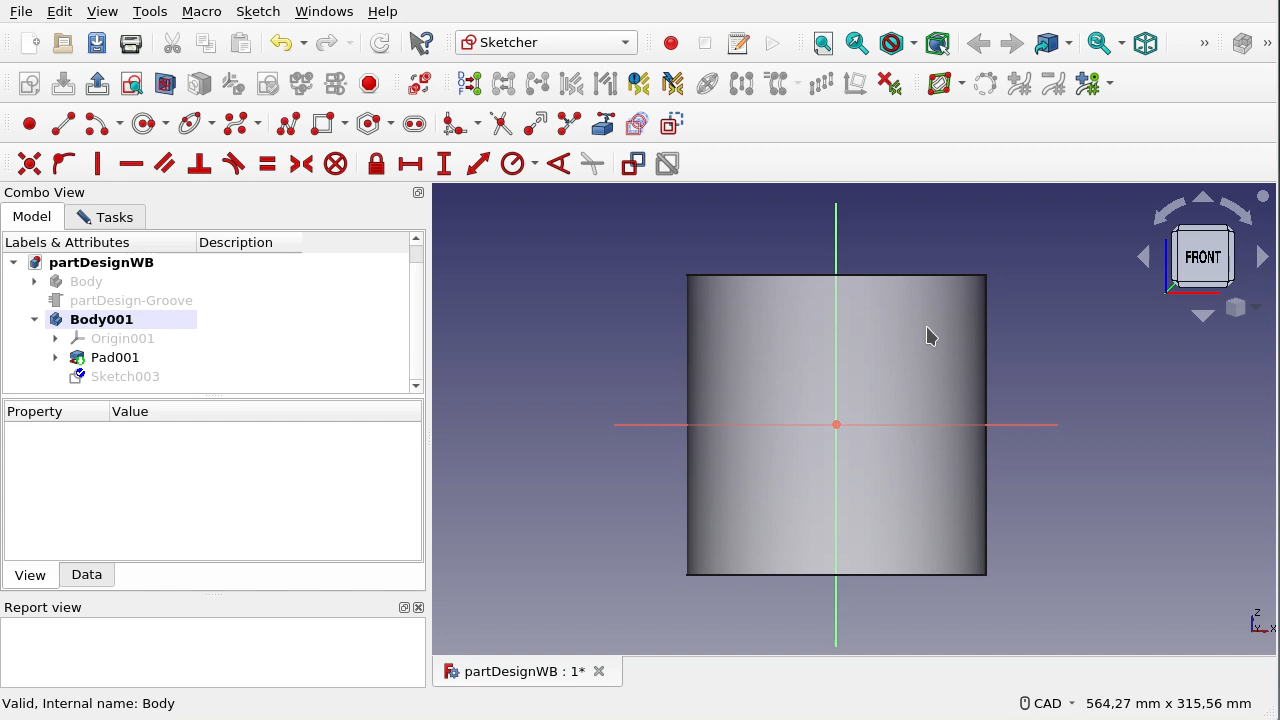 File Edit View Tools Macro Sketch Windows Help
Sketcher
Combo View
Model Tasks
Labels & Attributes Description
partDesignWB
Body
partDesign-Groove
Body001
Origin001
Pad001
Sketch003
Property Value
View Data
Report view
FRONT
Z
Y X
partDesignWB : 1*
Valid, Internal name: Body CAD 564,27 mm x 315,56 mm